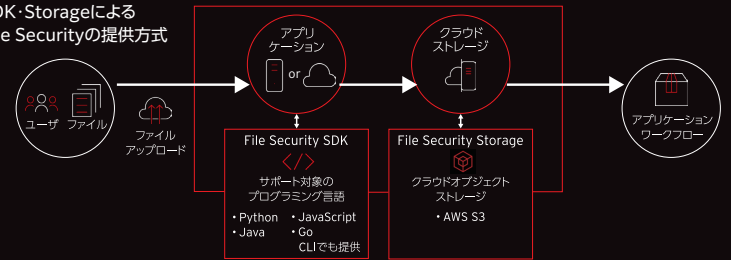 DK・Storageによる
e Securityの提供方式
ユーザ ファイル
ファイル
アップロード
アプリ
ケーション
or
クラウド
ストレージ
アプリケーション
ワークフロー
File Security SDK
</>
サポート対象の
プログラミング言語
・Python ・JavaScript
・Java ・Go
CLIでも提供
File Security Storage
クラウドオブジェクト
ストレージ
・AWS S3